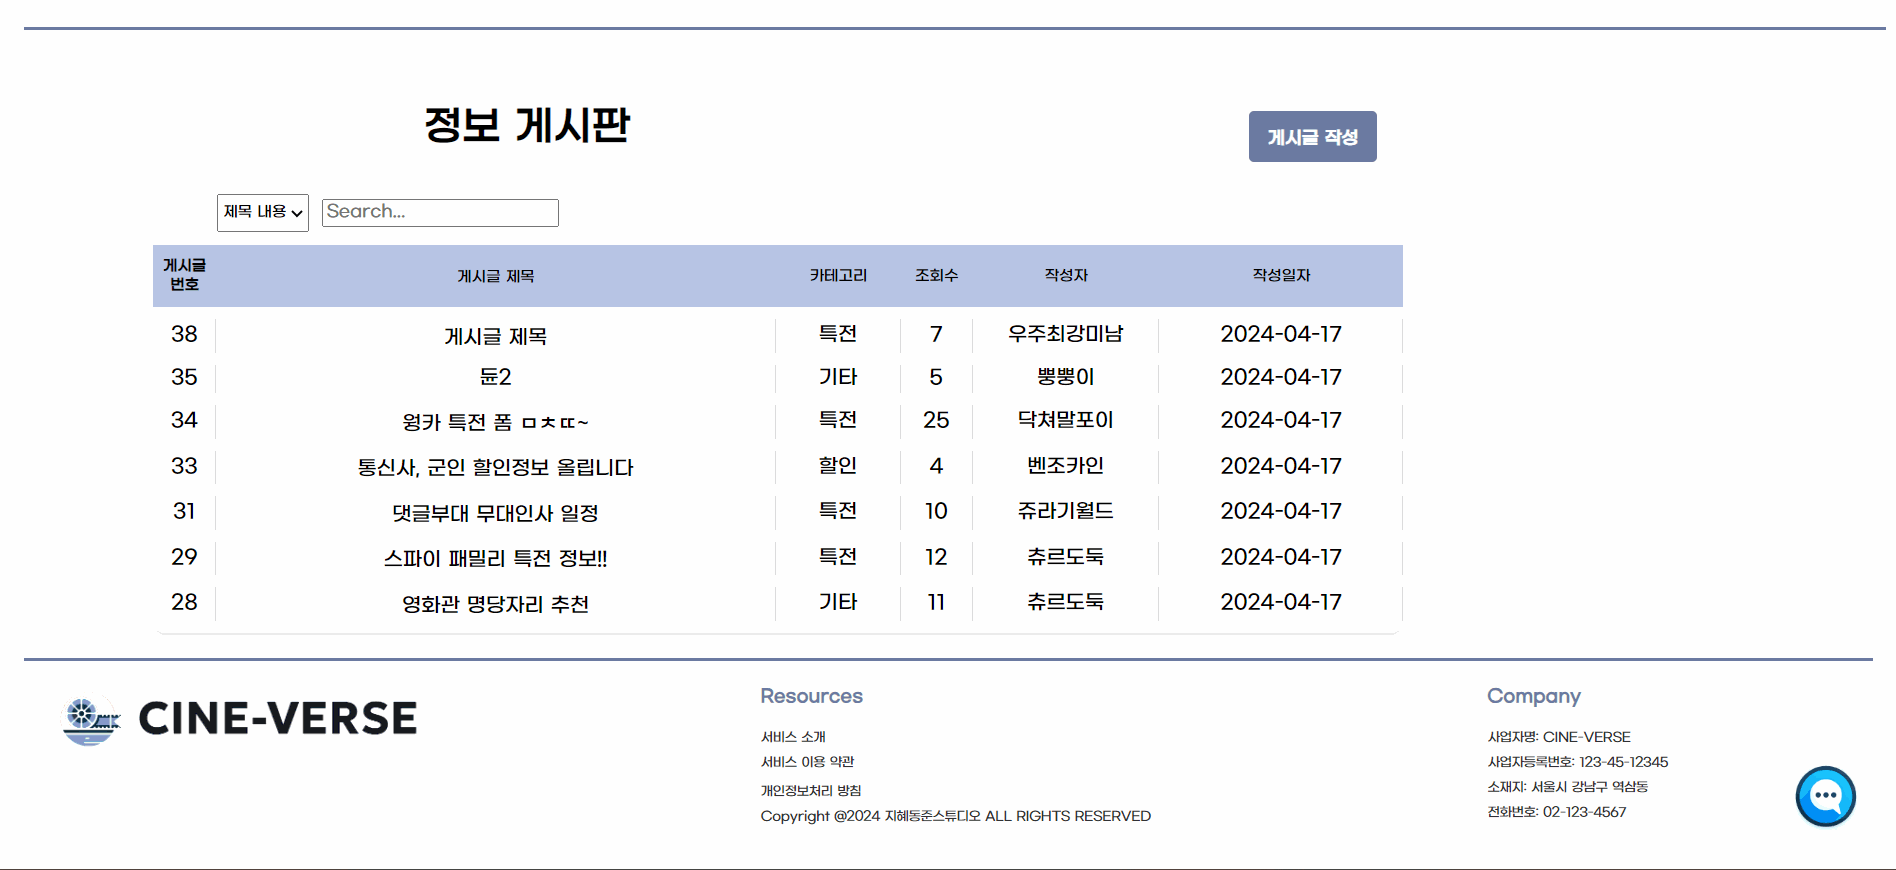 정보 게시판
게시글 작성
제목 내용
Search...
게시글 번호 게시글 제목 카테고리 조회수 작성자 작성일자
38 게시글 제목 특전 7 우주최강미남 2024-04-17
35 듄2 기타 5 뿡뿡이 2024-04-17
34 웡카 특전 폼 ㅁㅊㄸ~ 특전 25 닥쳐말포이 2024-04-17
33 통신사, 군인 할인정보 올립니다 할인 4 벤조카인 2024-04-17
31 댓글부대 무대인사 일정 특전 10 쥬라기월드 2024-04-17
29 스파이 패밀리 특전 정보!! 특전 12 츄르도둑 2024-04-17
28 영화관 명당자리 추천 기타 11 츄르도둑 2024-04-17
CINE-VERSE
Resources
서비스 소개
서비스 이용 약관
개인정보처리 방침
Copyright @2024 지혜동준스튜디오 ALL RIGHTS RESERVED
Company
사업자명: CINE-VERSE
사업자등록번호: 123-45-12345
소재지: 서울시 강남구 역삼동
전화번호: 02-123-4567